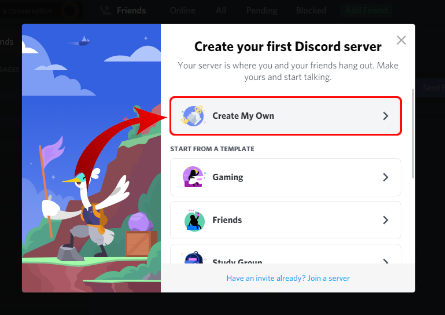 Friends
Online
All
Pending
Blocked
Add Friend
Create your first Discord server
Your server is where you and your friends hang out. Make
yours and start talking.
Create My Own
START FROM A TEMPLATE
Gaming
Friends
Study Group
Have an invite already? Join a server